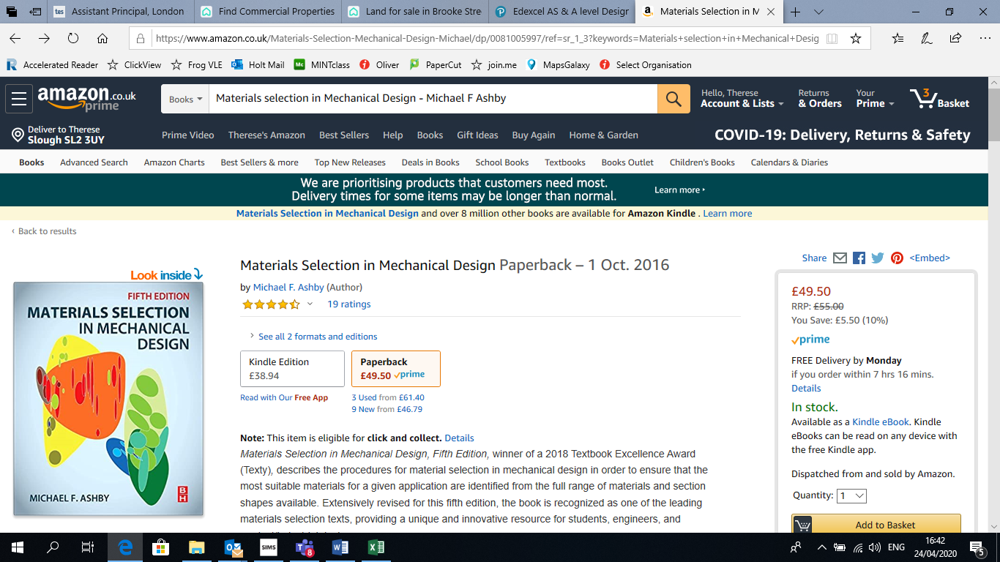 tes Assistant Principal, London
Find Commercial Properties
Land for sale in Brooke Stre
Edexcel AS & A level Design
a Materials Selection in M
https://www.amazon.co.uk/Materials-Selection-Mechanical-Design-Michael/dp/0081005997/ref=sr_1_3?keywords=Materials+selection+in+Mechanical+Desig
Accelerated Reader ClickView Frog VLE Holt Mail Mc MINTclass Oliver PaperCut join.me MapsGalaxy Select Organisation
amazon.co.uk
prime
Books
Materials selection in Mechanical Design - Michael F Ashby
Hello, Therese
Account & Lists
Returns
& Orders
Your
Prime
3
Basket
Deliver to Therese
Slough SL2 3UY
Prime Video Therese's Amazon Best Sellers Help Books Gift Ideas Buy Again Home & Garden
COVID-19: Delivery, Returns & Safety
Books Advanced Search Amazon Charts Best Sellers & more Top New Releases Deals in Books School Books Textbooks Books Outlet Children's Books Calendars & Diaries
We are prioritising products that customers need most.
Delivery times for some items may be longer than normal.
Learn more ›
Materials Selection in Mechanical Design and over 8 million other books are available for Amazon Kindle . Learn more
‹ Back to results
Look inside
FIFTH EDITION
MATERIALS SELECTION
IN MECHANICAL
DESIGN
MICHAEL F. ASHBY
B
H
Materials Selection in Mechanical Design Paperback – 1 Oct. 2016
by Michael F. Ashby (Author)
19 ratings
› See all 2 formats and editions
Kindle Edition
£38.94
Paperback
£49.50 prime
Read with Our Free App
3 Used from £61.40
9 New from £46.79
Note: This item is eligible for click and collect. Details
Materials Selection in Mechanical Design, Fifth Edition, winner of a 2018 Textbook Excellence Award
(Texty), describes the procedures for material selection in mechanical design in order to ensure that the
most suitable materials for a given application are identified from the full range of materials and section
shapes available. Extensively revised for this fifth edition, the book is recognized as one of the leading
materials selection texts, providing a unique and innovative resource for students, engineers, and
Share <Embed>
£49.50
RRP: £55.00
You Save: £5.50 (10%)
prime
FREE Delivery by Monday
if you order within 7 hrs 16 mins.
Details
In stock.
Available as a Kindle eBook. Kindle
eBooks can be read on any device with
the free Kindle app.
Dispatched from and sold by Amazon.
Quantity: 1
Add to Basket
SIMS
8
ENG
16:42
24/04/2020
5